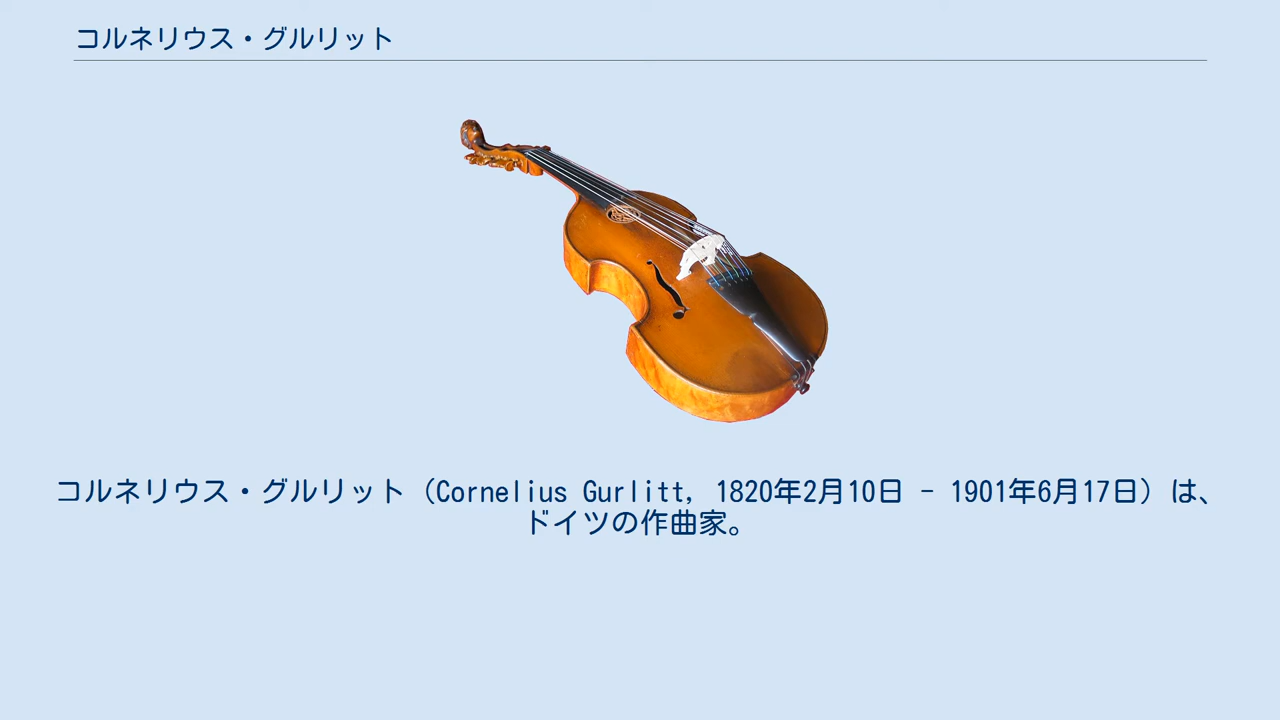 コルネリウス・グルリット
コルネリウス・グルリット（Cornelius Gurlitt, 1820年2月10日 - 1901年6月17日）は、
ドイツの作曲家。